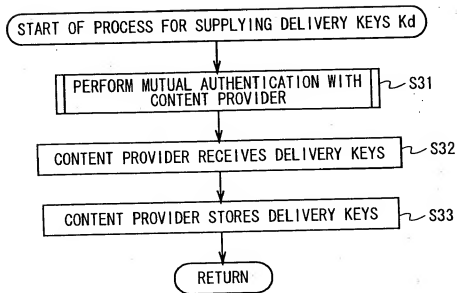 START OF PROCESS FOR SUPPLYING DELIVERY KEYS Kd
PERFORM MUTUAL AUTHENTICATION WITH
CONTENT PROVIDER
S31
CONTENT PROVIDER RECEIVES DELIVERY KEYS
S32
CONTENT PROVIDER STORES DELIVERY KEYS
S33
RETURN